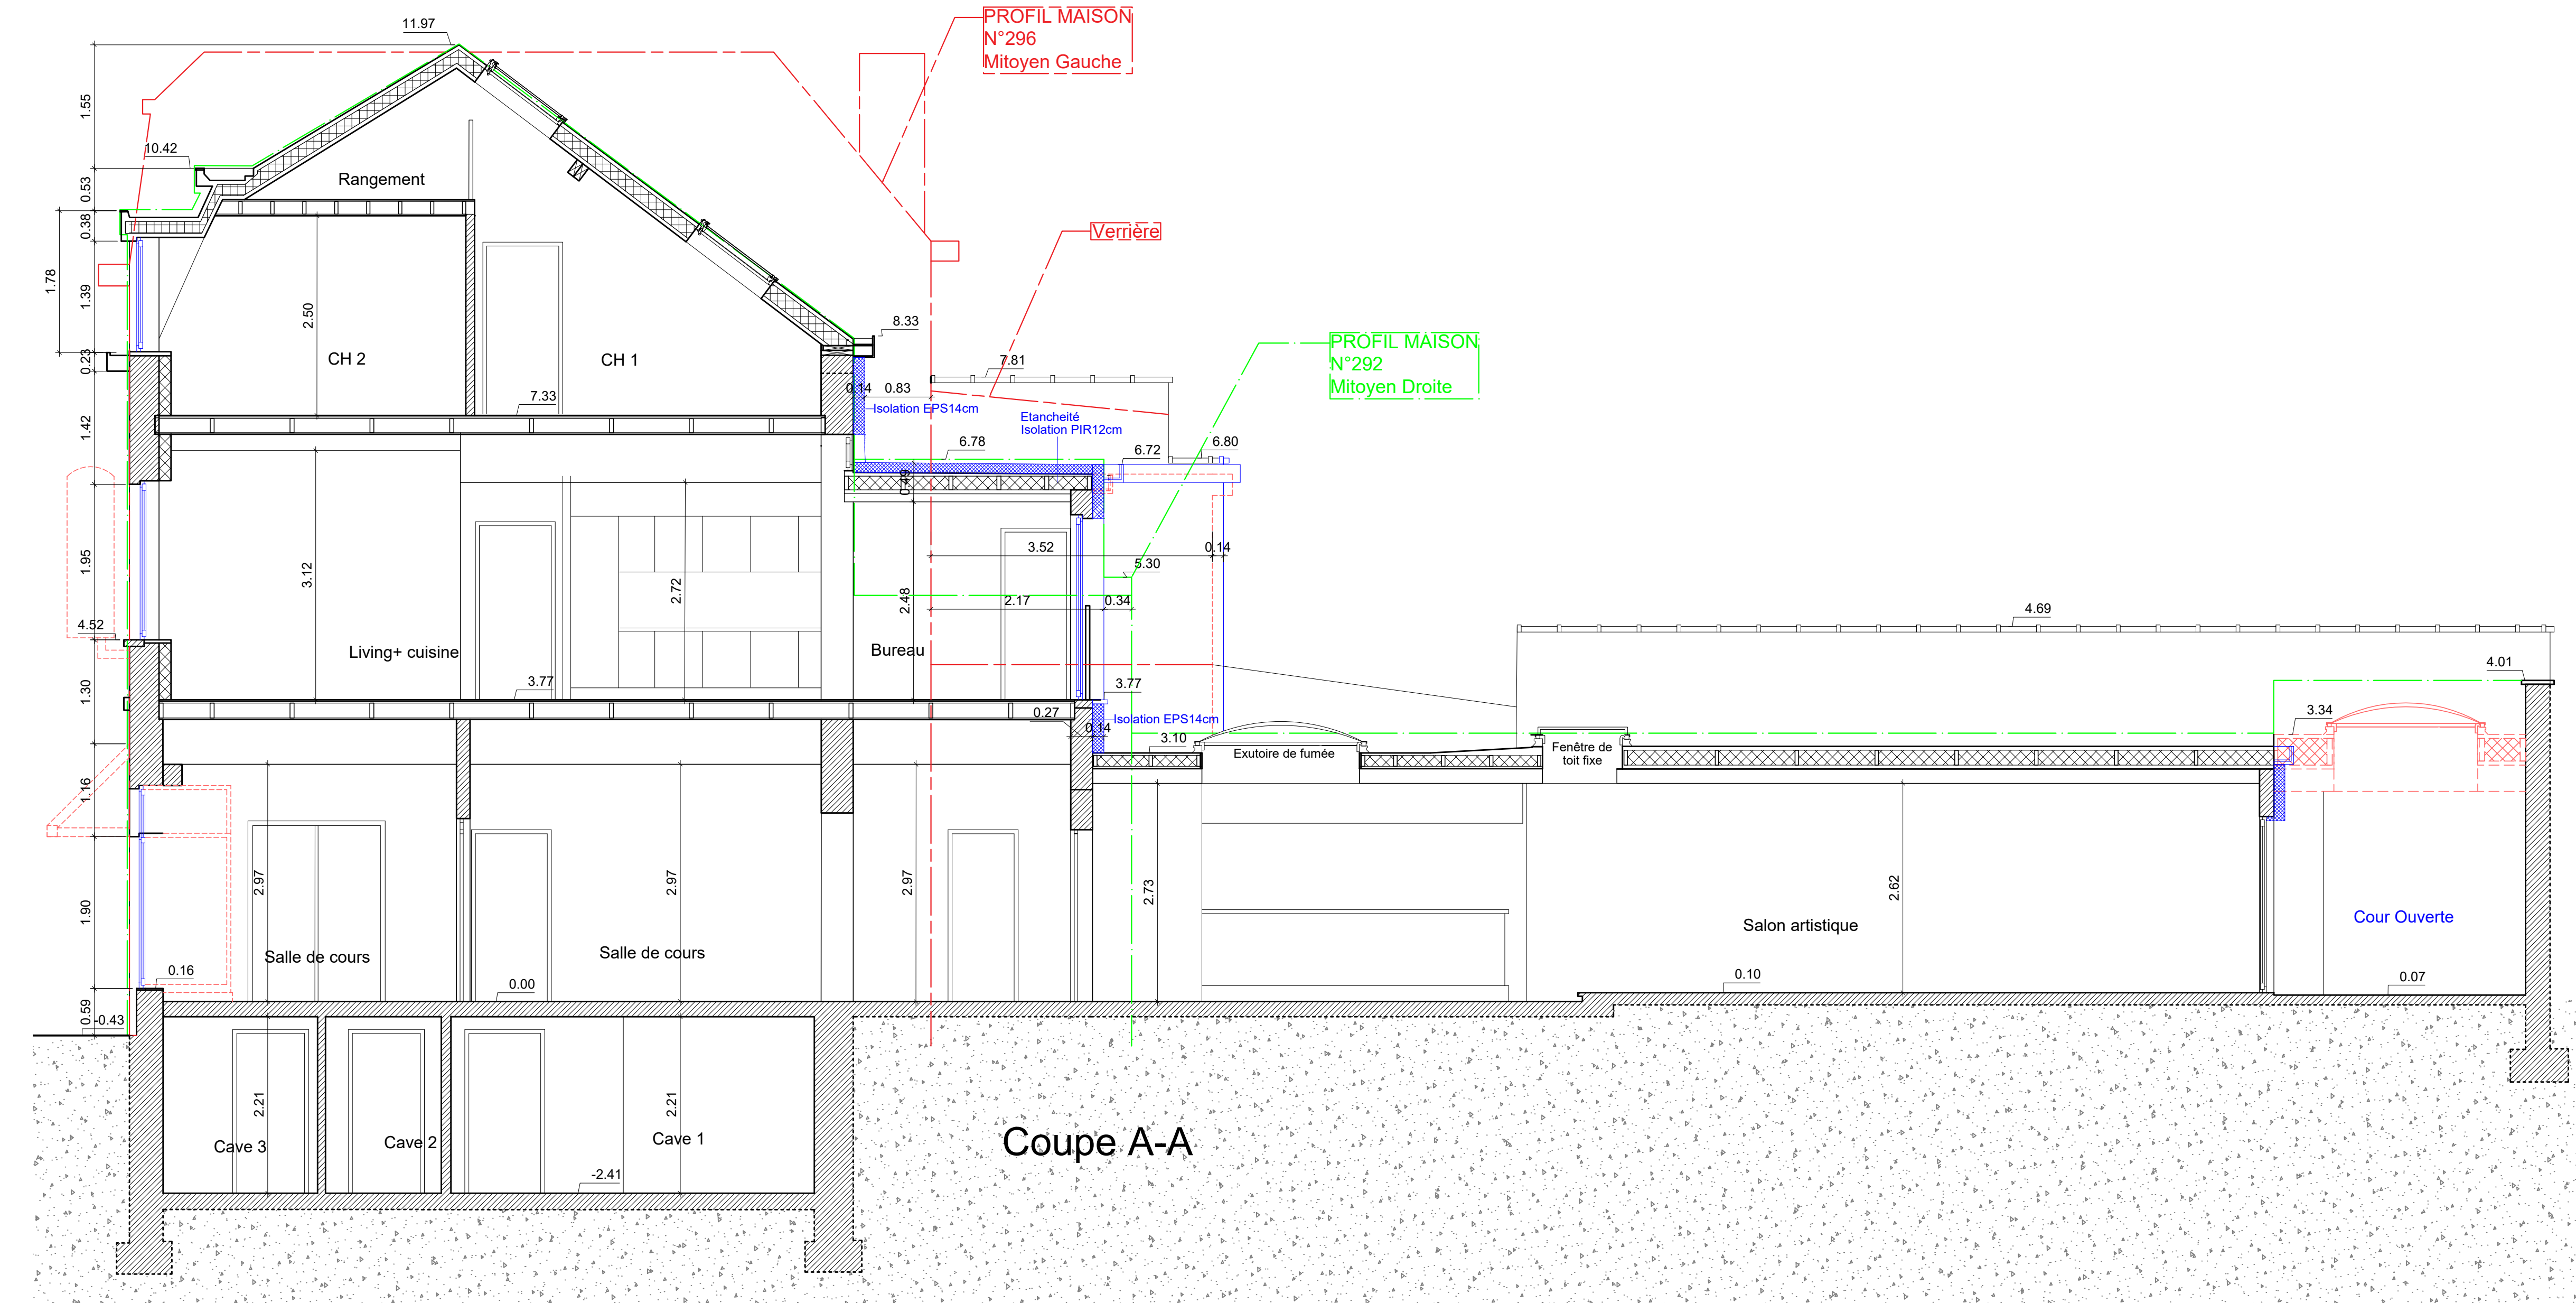 11.97
PROFIL MAISON
N°296
Mitoyen Gauche
1.55
10.42
Rangement
0.53
0.38
Verrière
1.78
1.39
2.50
8.33
PROFIL MAISON
N°292
Mitoyen Droite
0.23
CH 2
CH 1
7.81
0.14
0.83
7.33
Isolation EPS14cm
Etancheité
Isolation PIR12cm
1.42
6.78
6.72
6.80
0.49
3.52
0.14
5.30
1.95
3.12
2.72
2.48
2.17
0.34
4.52
4.69
Living+ cuisine
Bureau
4.01
1.30
3.77
3.77
0.27
Isolation EPS14cm
0.14
3.34
3.10
Exutoire de fumée
Fenêtre de
toit fixe
1.16
2.97
2.97
2.97
2.73
2.62
1.90
Salle de cours
Salle de cours
Salon artistique
Cour Ouverte
0.16
0.00
0.10
0.07
0.59
-0.43
2.21
2.21
Cave 3
Cave 2
Cave 1
Coupe A-A
-2.41